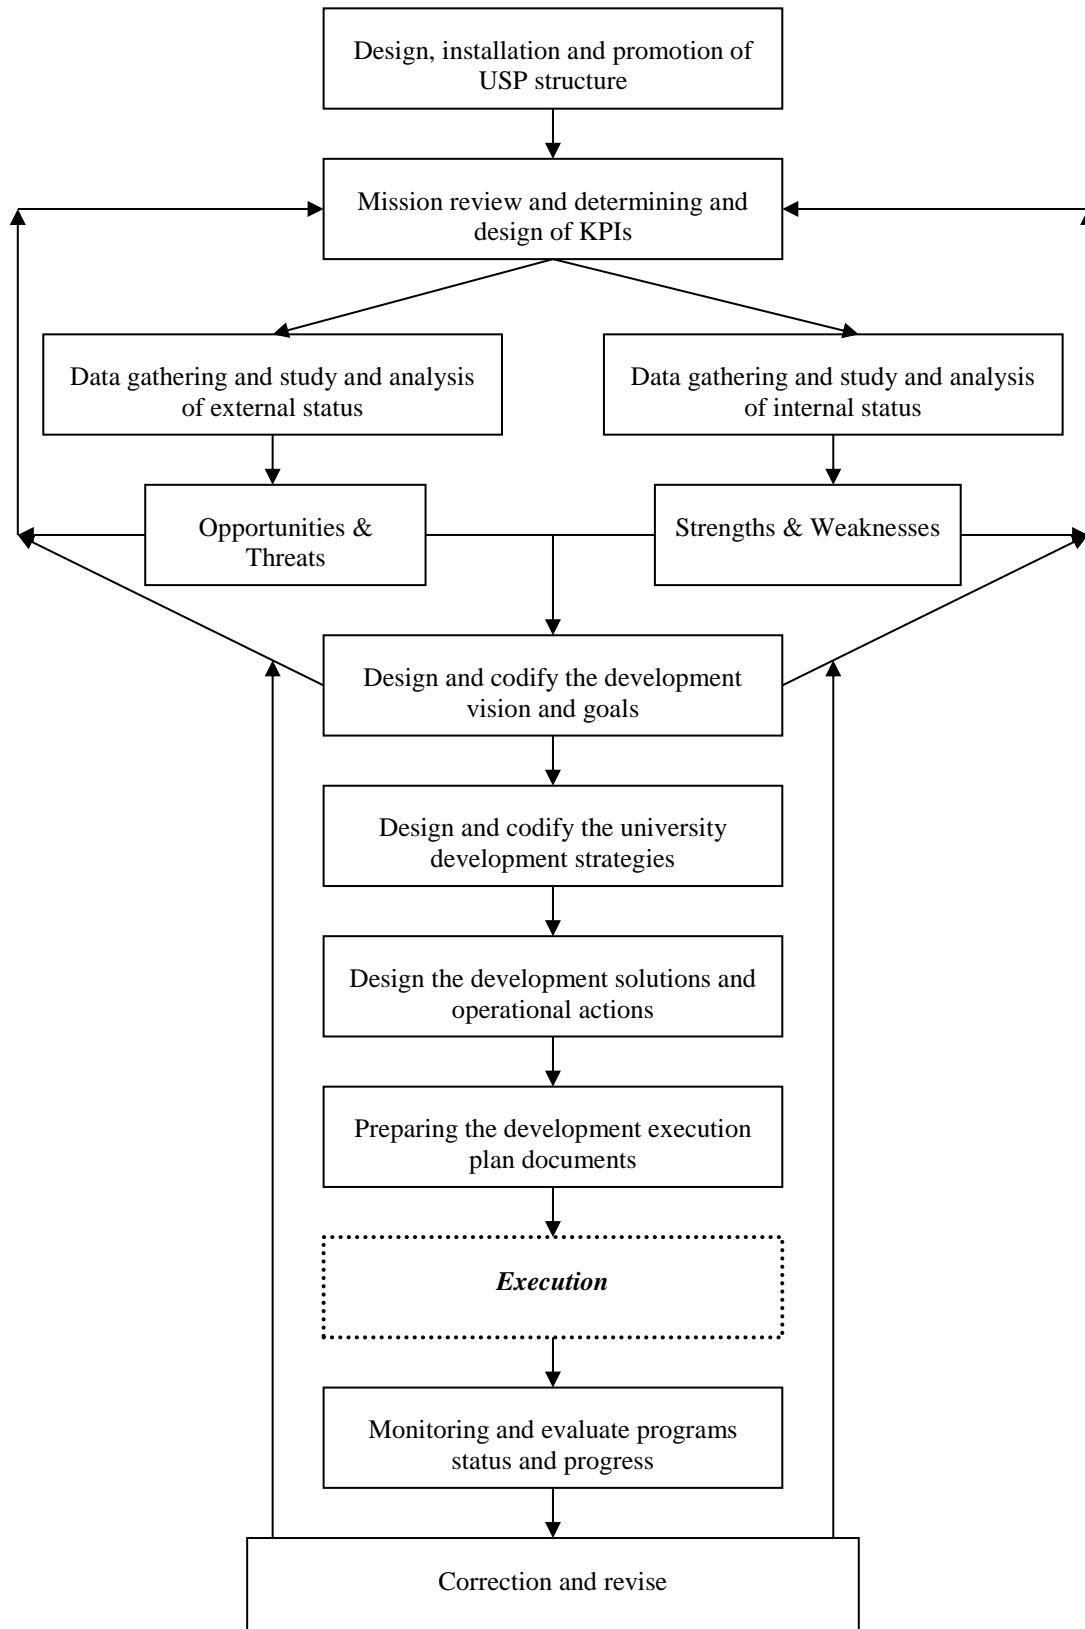 Design, installation and promotion of
USP structure
Mission review and determining and
design of KPIs
Data gathering and study and analysis
of external status
Data gathering and study and analysis
of internal status
Opportunities &
Threats
Strengths & Weaknesses
Design and codify the development
vision and goals
Design and codify the university
development strategies
Design the development solutions and
operational actions
Preparing the development execution
plan documents
Execution
Monitoring and evaluate programs
status and progress
Correction and revise